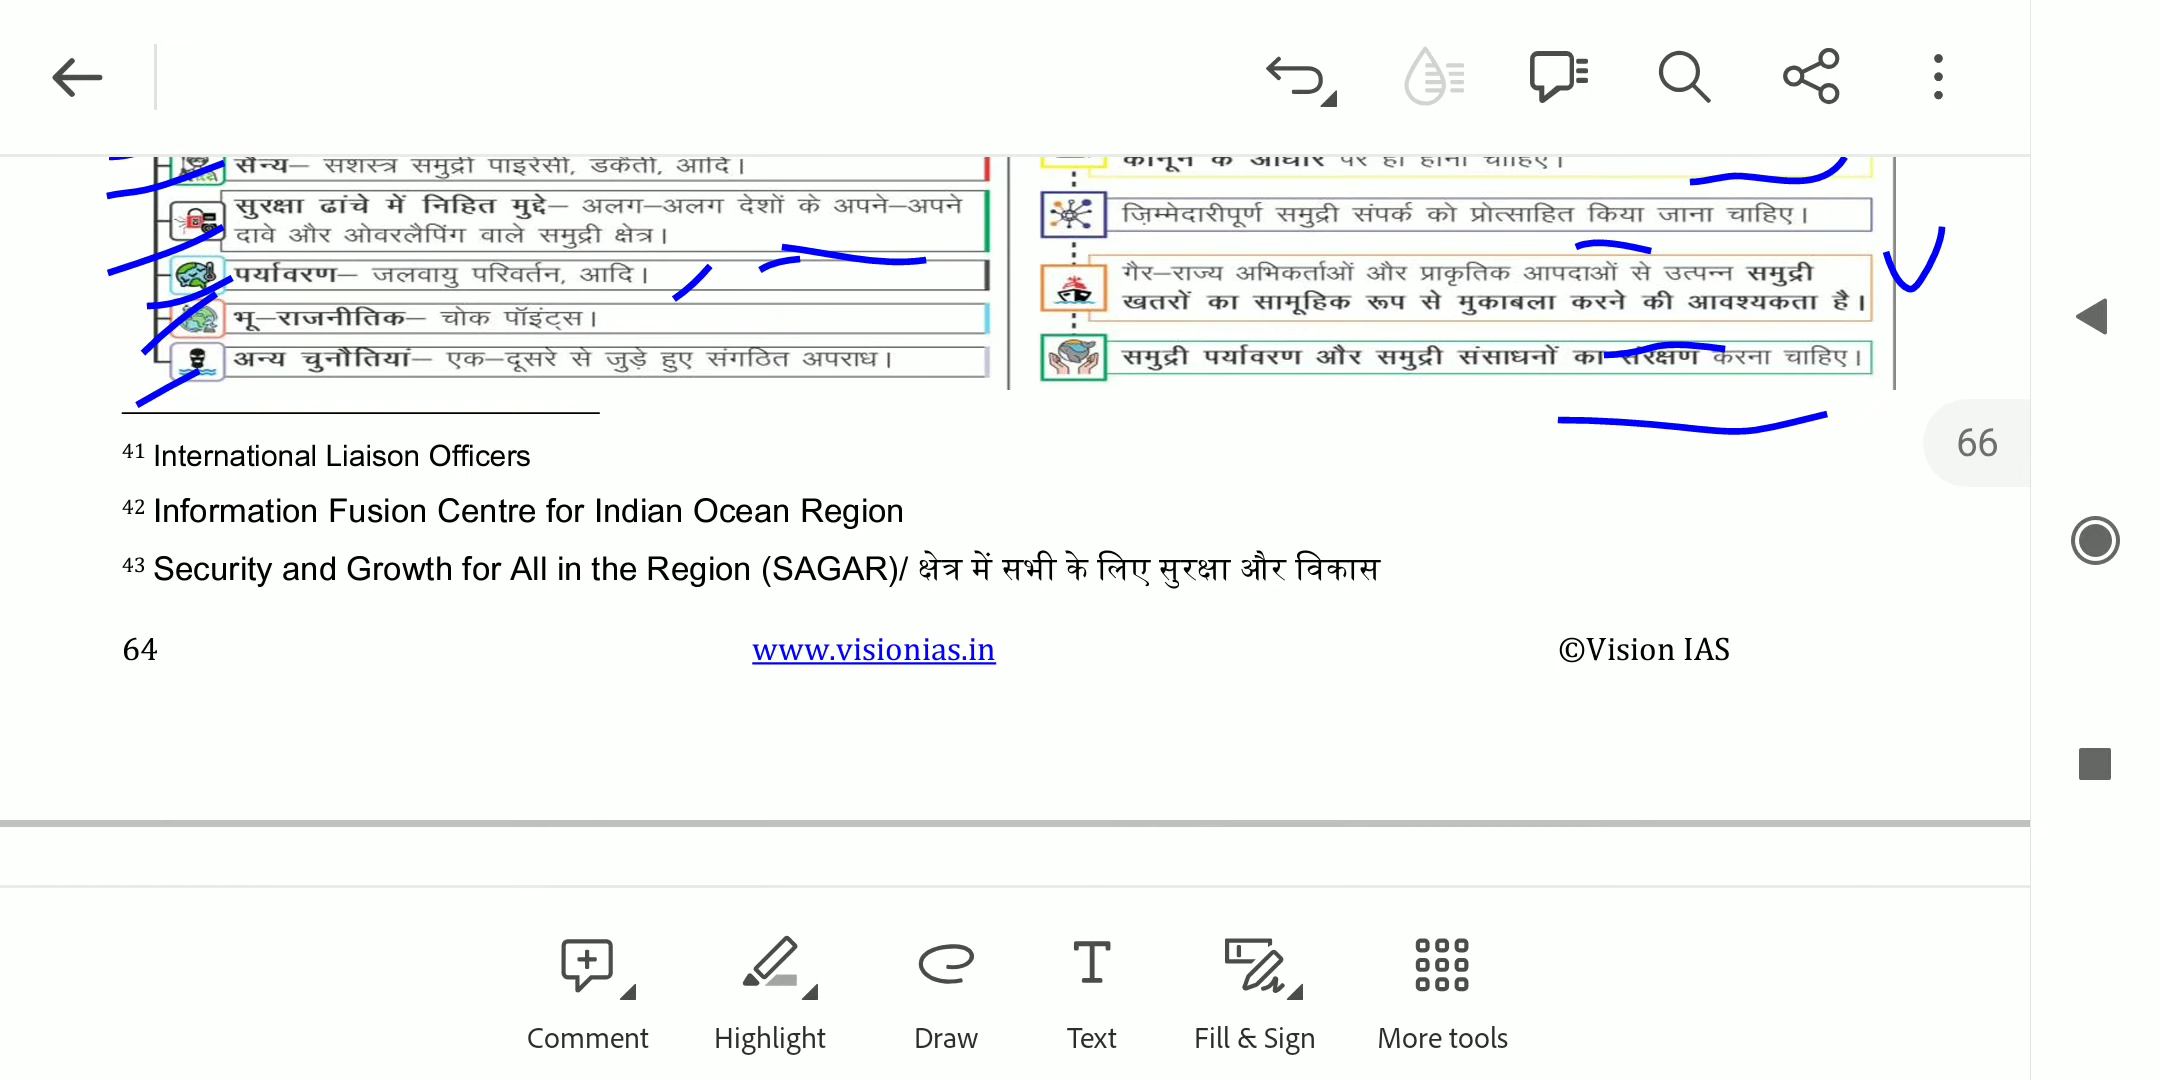 सैन्य– सशस्त्र समुद्री पाइरेसी, डकैती, आदि।
सुरक्षा ढांचे में निहित मुद्दे– अलग–अलग देशों के अपने–अपने
दावे और ओवरलैपिंग वाले समुद्री क्षेत्र।
पर्यावरण– जलवायु परिवर्तन, आदि।
भू–राजनीतिक– चोक पॉइंट्स।
अन्य चुनौतियां– एक–दूसरे से जुड़े हुए संगठित अपराध।
कानून के आधार पर ही होना चाहिए।
ज़िम्मेदारीपूर्ण समुद्री संपर्क को प्रोत्साहित किया जाना चाहिए।
गैर–राज्य अभिकर्ताओं और प्राकृतिक आपदाओं से उत्पन्न समुद्री
खतरों का सामूहिक रूप से मुकाबला करने की आवश्यकता है।
समुद्री पर्यावरण और समुद्री संसाधनों का संरक्षण करना चाहिए।
41 International Liaison Officers
42 Information Fusion Centre for Indian Ocean Region
43 Security and Growth for All in the Region (SAGAR)/ क्षेत्र में सभी के लिए सुरक्षा और विकास
64 www.visionias.in ©Vision IAS
66
Comment Highlight Draw Text Fill & Sign More tools